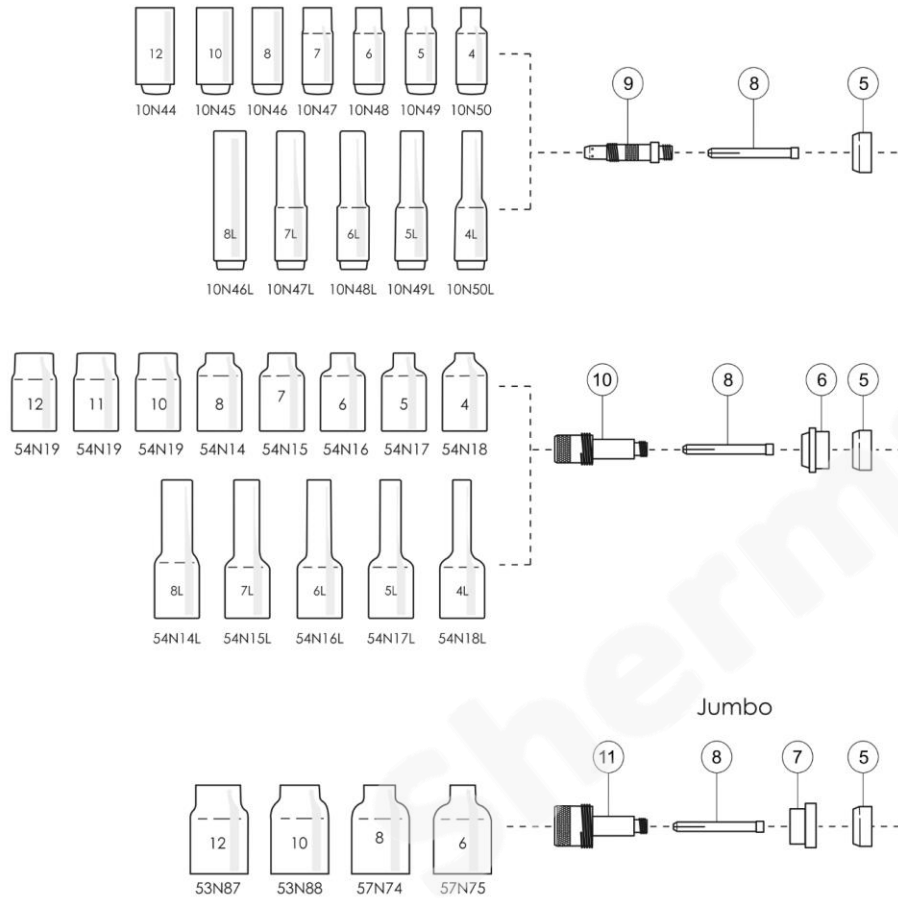 12 10 8 7 6 5 4
10N44 10N45 10N46 10N47 10N48 10N49 10N50
9 8 5
8L 7L 6L 5L 4L
10N46L 10N47L 10N48L 10N49L 10N50L
12 11 10 8 7 6 5 4
54N19 54N19 54N19 54N14 54N15 54N16 54N17 54N18
10 8 6 5
8L 7L 6L 5L 4L
54N14L 54N15L 54N16L 54N17L 54N18L
Jumbo
11 8 7 5
12 10 8 6
53N87 53N88 57N74 57N75
sherm